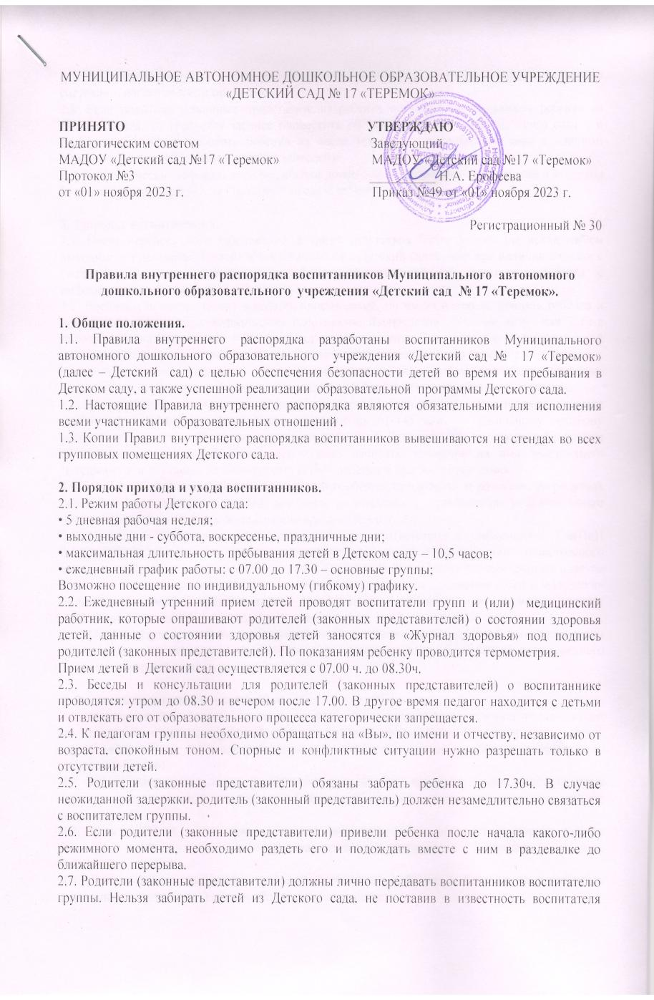 МУНИЦИПАЛЬНОЕ АВТОНОМНОЕ ДОШКОЛЬНОЕ ОБРАЗОВАТЕЛЬНОЕ УЧРЕЖДЕНИЕ
«ДЕТСКИЙ САД № 17 «ТЕРЕМОК»
ПРИНЯТО УТВЕРЖДАЮ
Педагогическим советом Заведующий
МАДОУ «Детский сад №17 «Теремок» МАДОУ «Детский сад №17 «Теремок»
Протокол №3 __________ Н.А. Ерофеева
от «01» ноября 2023 г. Приказ №49 от «01» ноября 2023 г.
Регистрационный № 30
Правила внутреннего распорядка воспитанников Муниципального автономного
дошкольного образовательного учреждения «Детский сад № 17 «Теремок».
1. Общие положения.
1.1. Правила внутреннего распорядка разработаны воспитанников Муниципального
автономного дошкольного образовательного учреждения «Детский сад № 17 «Теремок»
(далее – Детский сад) с целью обеспечения безопасности детей во время их пребывания в
Детском саду, а также успешной реализации образовательной программы Детского сада.
1.2. Настоящие Правила внутреннего распорядка являются обязательными для исполнения
всеми участниками образовательных отношений .
1.3. Копии Правил внутреннего распорядка воспитанников вывешиваются на стендах во всех
групповых помещениях Детского сада.
2. Порядок прихода и ухода воспитанников.
2.1. Режим работы Детского сада:
• 5 дневная рабочая неделя;
• выходные дни - суббота, воскресенье, праздничные дни;
• максимальная длительность пребывания детей в Детском саду – 10,5 часов;
• ежедневный график работы: с 07.00 до 17.30 – основные группы;
Возможно посещение по индивидуальному (гибкому) графику.
2.2. Ежедневный утренний прием детей проводят воспитатели групп и (или) медицинский
работник, которые опрашивают родителей (законных представителей) о состоянии здоровья
детей, данные о состоянии здоровья детей заносятся в «Журнал здоровья» под подпись
родителей (законных представителей). По показаниям ребенку проводится термометрия.
Прием детей в Детский сад осуществляется с 07.00 ч. до 08.30ч.
2.3. Беседы и консультации для родителей (законных представителей) о воспитаннике
проводятся: утром до 08.30 и вечером после 17.00. В другое время педагог находится с детьми
и отвлекать его от образовательного процесса категорически запрещается.
2.4. К педагогам группы необходимо обращаться на «Вы», по имени и отчеству, независимо от
возраста, спокойным тоном. Спорные и конфликтные ситуации нужно разрешать только в
отсутствии детей.
2.5. Родители (законные представители) обязаны забрать ребенка до 17.30ч. В случае
неожиданной задержки, родитель (законный представитель) должен незамедлительно связаться
с воспитателем группы.
2.6. Если родители (законные представители) привели ребенка после начала какого-либо
режимного момента, необходимо раздеть его и подождать вместе с ним в раздевалке до
ближайшего перерыва.
2.7. Родители (законные представители) должны лично передавать воспитанников воспитателю
группы. Нельзя забирать детей из Детского сада, не поставив в известность воспитателя